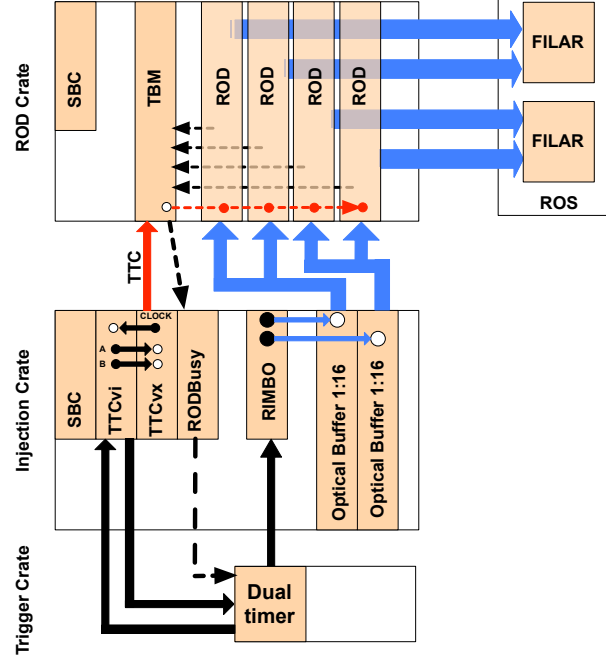 ROD Crate
SBC
TBM
ROD
ROD
ROD
ROD
FILAR
FILAR
ROS
TTC
Injection Crate
SBC
TTCvi
TTCvx
RODBusy
CLOCK
A
B
RIMBO
Optical Buffer 1:16
Optical Buffer 1:16
Trigger Crate
Dual
timer